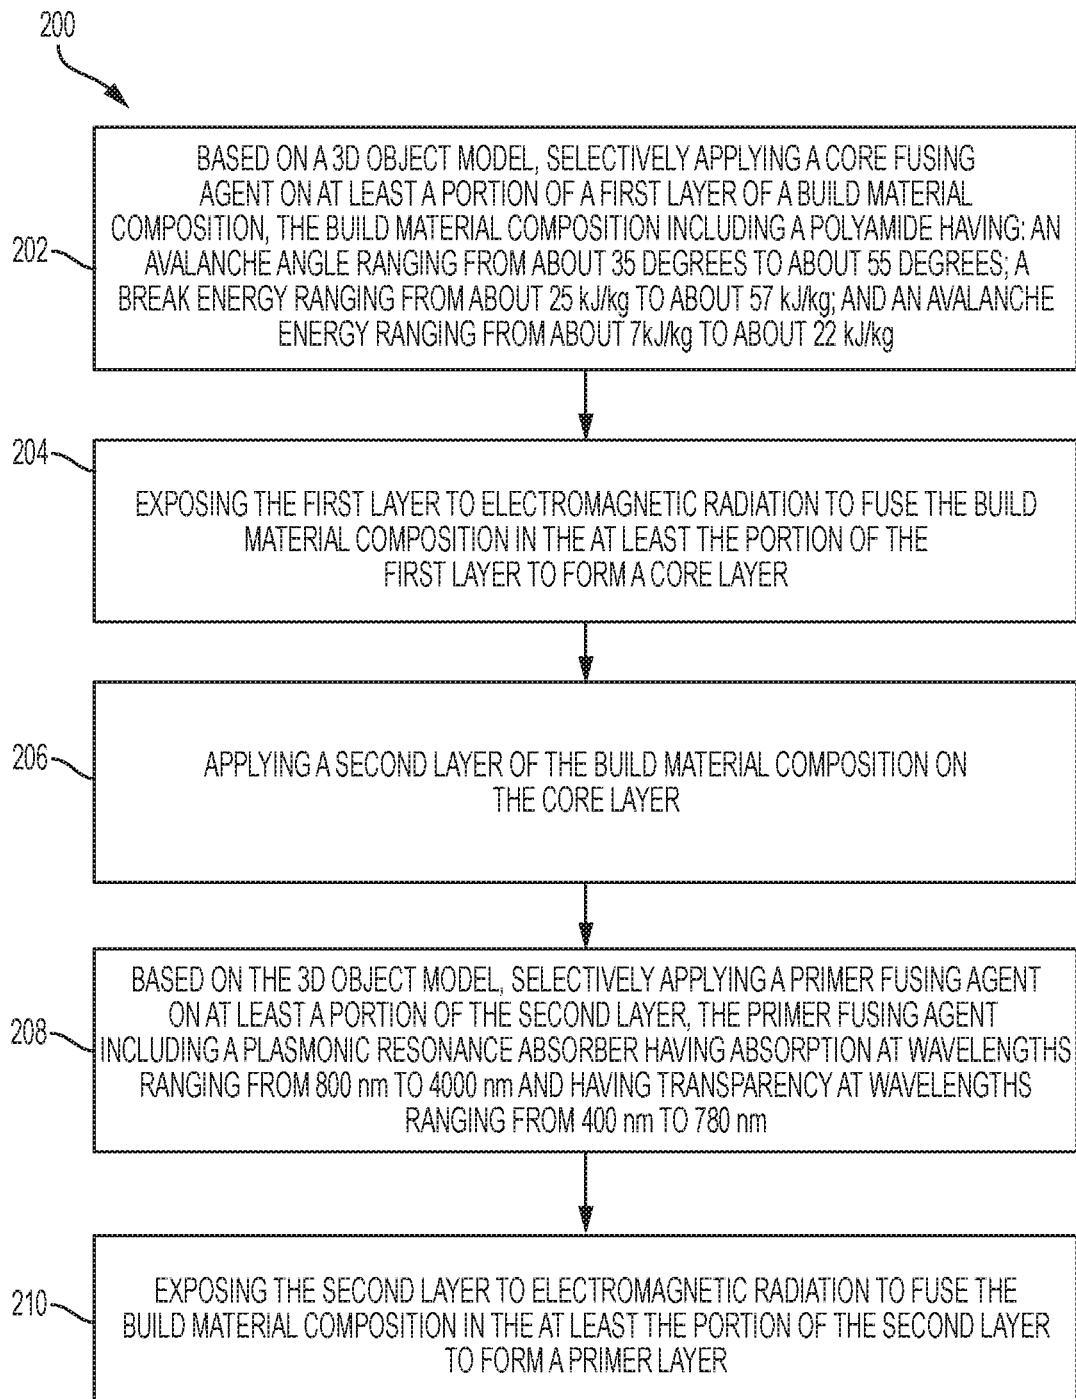 200
BASED ON A 3D OBJECT MODEL, SELECTIVELY APPLYING A CORE FUSING
AGENT ON AT LEAST A PORTION OF A FIRST LAYER OF A BUILD MATERIAL
COMPOSITION, THE BUILD MATERIAL COMPOSITION INCLUDING A POLYAMIDE HAVING: AN
202
AVALANCHE ANGLE RANGING FROM ABOUT 35 DEGREES TO ABOUT 55 DEGREES; A
BREAK ENERGY RANGING FROM ABOUT 25 kJ/kg TO ABOUT 57 kJ/kg; AND AN AVALANCHE
ENERGY RANGING FROM ABOUT 7kJ/kg TO ABOUT 22 kJ/kg
204
EXPOSING THE FIRST LAYER TO ELECTROMAGNETIC RADIATION TO FUSE THE BUILD
MATERIAL COMPOSITION IN THE AT LEAST THE PORTION OF THE
FIRST LAYER TO FORM A CORE LAYER
206
APPLYING A SECOND LAYER OF THE BUILD MATERIAL COMPOSITION ON
THE CORE LAYER
BASED ON THE 3D OBJECT MODEL, SELECTIVELY APPLYING A PRIMER FUSING AGENT
ON AT LEAST A PORTION OF THE SECOND LAYER, THE PRIMER FUSING AGENT
208
INCLUDING A PLASMONIC RESONANCE ABSORBER HAVING ABSORPTION AT WAVELENGTHS
RANGING FROM 800 nm TO 4000 nm AND HAVING TRANSPARENCY AT WAVELENGTHS
RANGING FROM 400 nm TO 780 nm
210
EXPOSING THE SECOND LAYER TO ELECTROMAGNETIC RADIATION TO FUSE THE
BUILD MATERIAL COMPOSITION IN THE AT LEAST THE PORTION OF THE SECOND LAYER
TO FORM A PRIMER LAYER